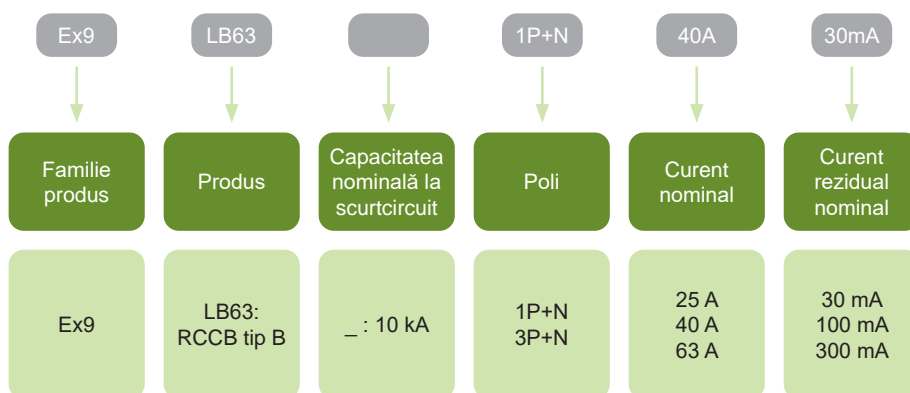 Ex9
LB63
1P+N
40A
30mA
Familie
produs
Produs
Capacitatea
nominală la
scurtcircuit
Poli
Curent
nominal
Curent
rezidual
nominal
Ex9
LB63:
RCCB tip B
_ : 10 kA
1P+N
3P+N
25 A
40 A
63 A
30 mA
100 mA
300 mA